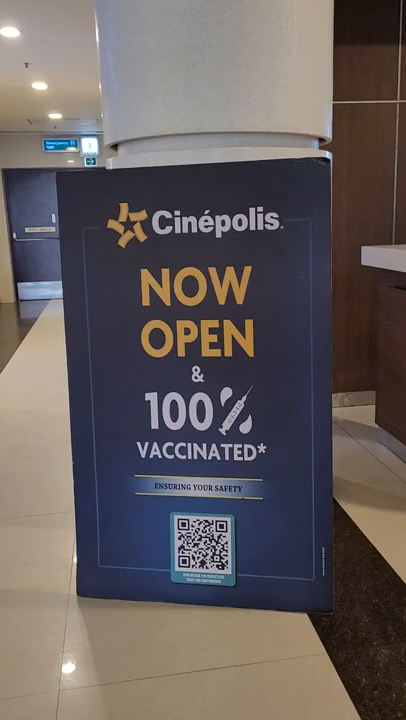 Cinépolis.
NOW
OPEN
&
100%
VACCINATED*
ENSURING YOUR SAFETY